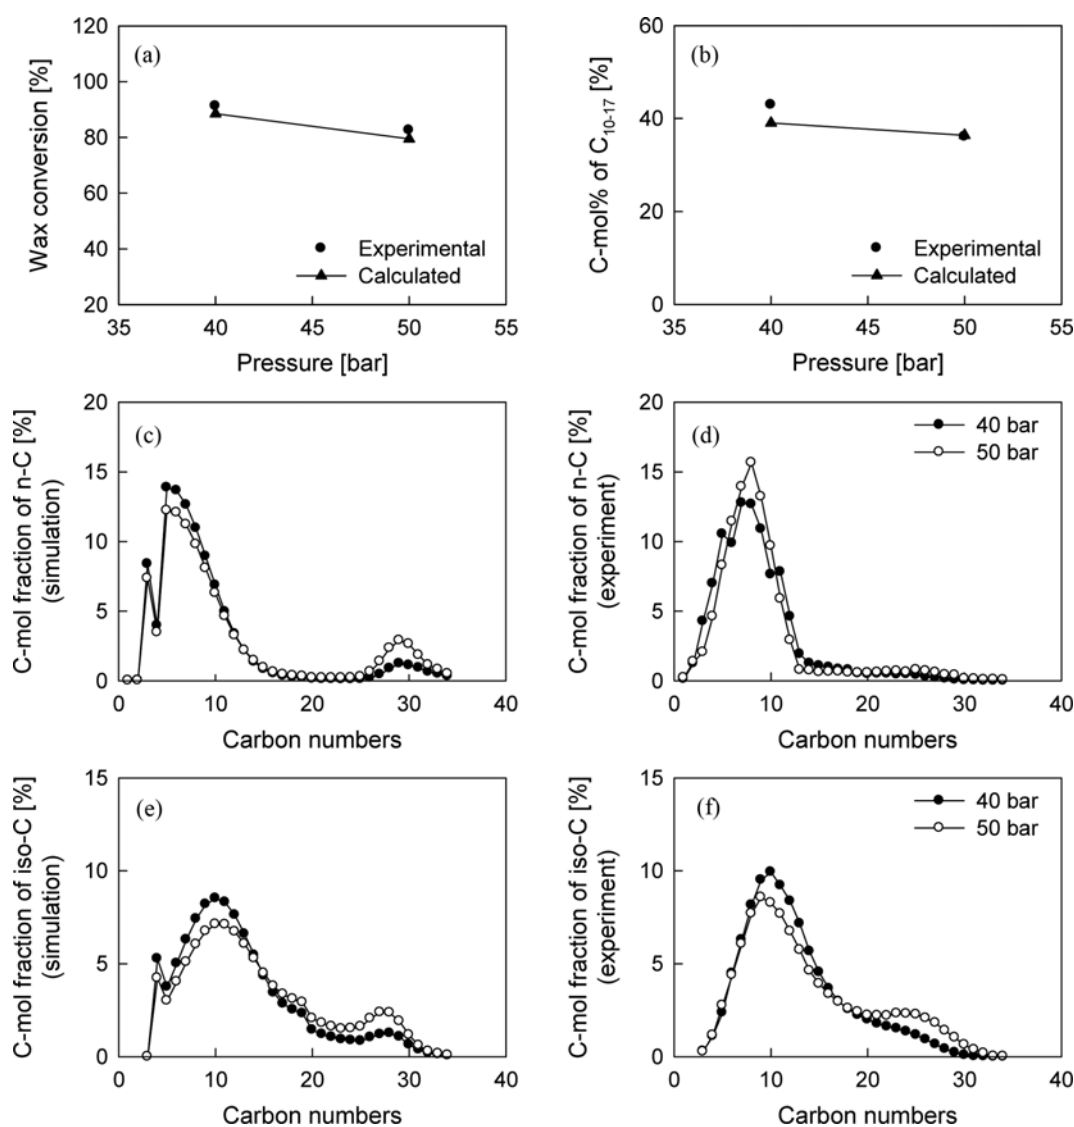 (a)
Wax conversion [%]
120
100
80
60
40
20
Experimental
Calculated
35 40 45 50 55
Pressure [bar]
(b)
C-mol% of C10-17 [%]
60
40
20
0
Experimental
Calculated
35 40 45 50 55
Pressure [bar]
(c)
C-mol fraction of n-C [%]
(simulation)
20
15
10
5
0
0 10 20 30 40
Carbon numbers
(d)
C-mol fraction of n-C [%]
(experiment)
20
15
10
5
0
40 bar
50 bar
0 10 20 30 40
Carbon numbers
(e)
C-mol fraction of iso-C [%]
(simulation)
15
10
5
0
0 10 20 30 40
Carbon numbers
(f)
C-mol fraction of iso-C [%]
(experiment)
15
10
5
0
40 bar
50 bar
0 10 20 30 40
Carbon numbers